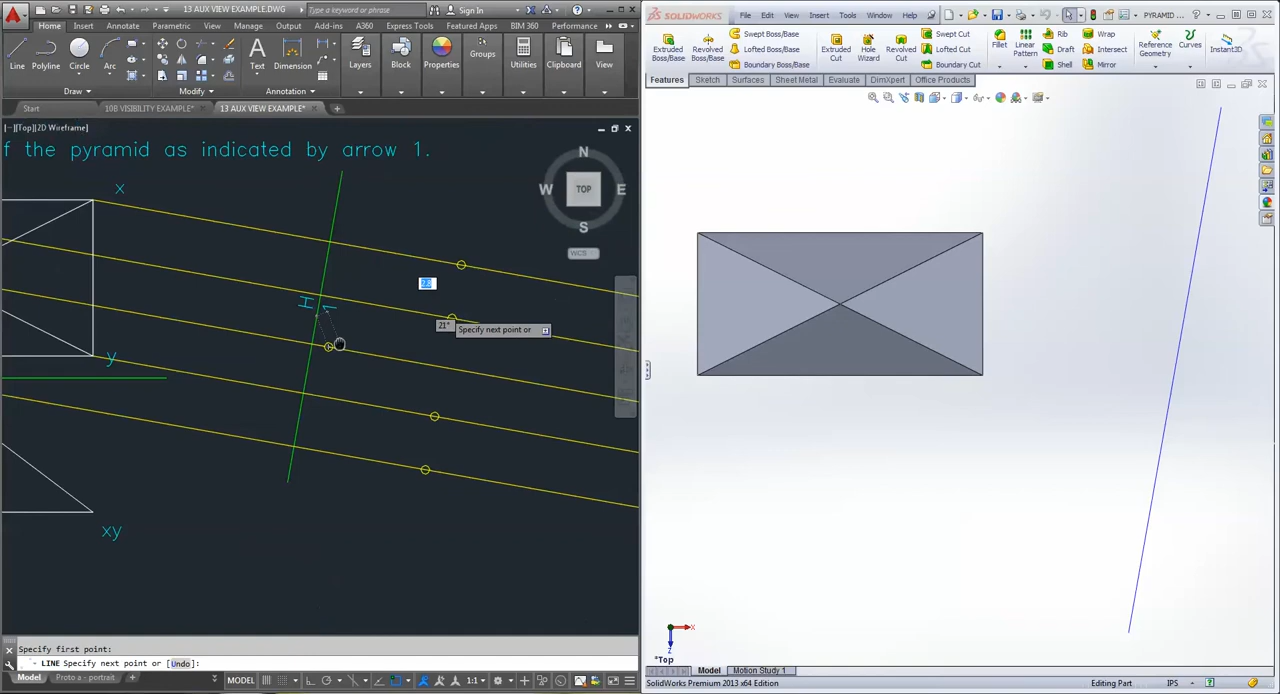 13 AUX VIEW EXAMPLE.DWG
Type a keyword or phrase
Sign In
Home Insert Annotate Parametric View Manage Output Add-ins A360 Express Tools Featured Apps BIM 360 Performance
Line Polyline Circle Arc
Text Dimension
Layers Block Properties Groups Utilities Clipboard View
Draw Modify Annotation
Start 10B VISIBILITY EXAMPLE* 13 AUX VIEW EXAMPLE*
[−][Top][2D Wireframe]
f the pyramid as indicated by arrow 1.
N
W TOP E
S
WCS
x
H
1
2.8
21° Specify next point or
y
xy
Specify first point:
LINE Specify next point or [Undo]:
Model Proto a - portrait
MODEL 1:1
SOLIDWORKS File Edit View Insert Tools Window Help PYRAMID ...
Extruded Boss/Base
Revolved Boss/Base
Swept Boss/Base
Lofted Boss/Base
Boundary Boss/Base
Extruded Cut
Hole Wizard
Revolved Cut
Swept Cut
Lofted Cut
Boundary Cut
Fillet
Linear Pattern
Rib
Draft
Shell
Wrap
Intersect
Mirror
Reference Geometry
Curves
Instant3D
Features Sketch Surfaces Sheet Metal Evaluate DimXpert Office Products
X
Z
*Top
Model Motion Study 1
SolidWorks Premium 2013 x64 Edition
Editing Part IPS